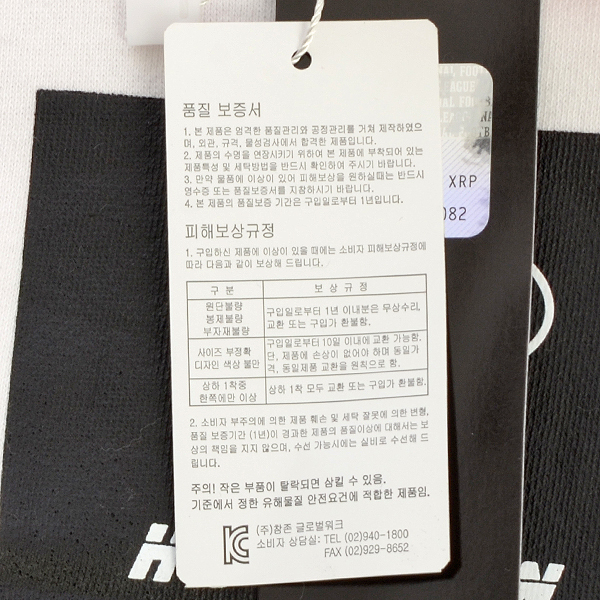 품질 보증서
1. 본 제품은 엄격한 품질관리와 공정관리를 거쳐 제작하였으
며, 외관, 규격, 물성검사에서 합격한 제품입니다.
2. 제품의 수명을 연장시키기 위하여 본 제품에 부착되어 있는
제품특성 및 세탁방법을 반드시 확인하여 주시기 바랍니다.
3. 만약 물품에 이상이 있어 피해보상을 원하실때는 반드시
영수증 또는 품질보증서를 지참하시기 바랍니다.
4. 본 제품의 품질보증 기간은 구입일로부터 1년입니다.
피해보상규정
1. 구입하신 제품에 이상이 있을 때에는 소비자 피해보상규정에
따라 다음과 같이 보상해 드립니다.
구 분 보 상 규 정
원단불량
봉제불량
부자재불량
구입일로부터 1년 이내분은 무상수리,
교환 또는 구입가 환불함.
사이즈 부정확
디자인 색상 불만
구입일로부터 10일 이내에 교환 가능함.
단, 제품에 손상이 없어야 하며 동일가
격, 동일제품 교환을 원칙으로 함.
상하 1착중
한쪽에만 이상
상하 1착 모두 교환 또는 구입가 환불함.
2. 소비자 부주의에 의한 제품 훼손 및 세탁 잘못에 의한 변형,
품질 보증기간 (1년)이 경과한 제품의 품질이상에 대해서는 보
상의 책임을 지지 않으며, 수선 가능시에는 실비로 수선해 드
립니다.
주의! 작은 부품이 탈락되면 삼킬 수 있음.
기준에서 정한 유해물질 안전요건에 적합한 제품임.
(주)참존 글로벌워크
소비자 상담실: TEL (02)940-1800
FAX (02)929-8652
XRP
082